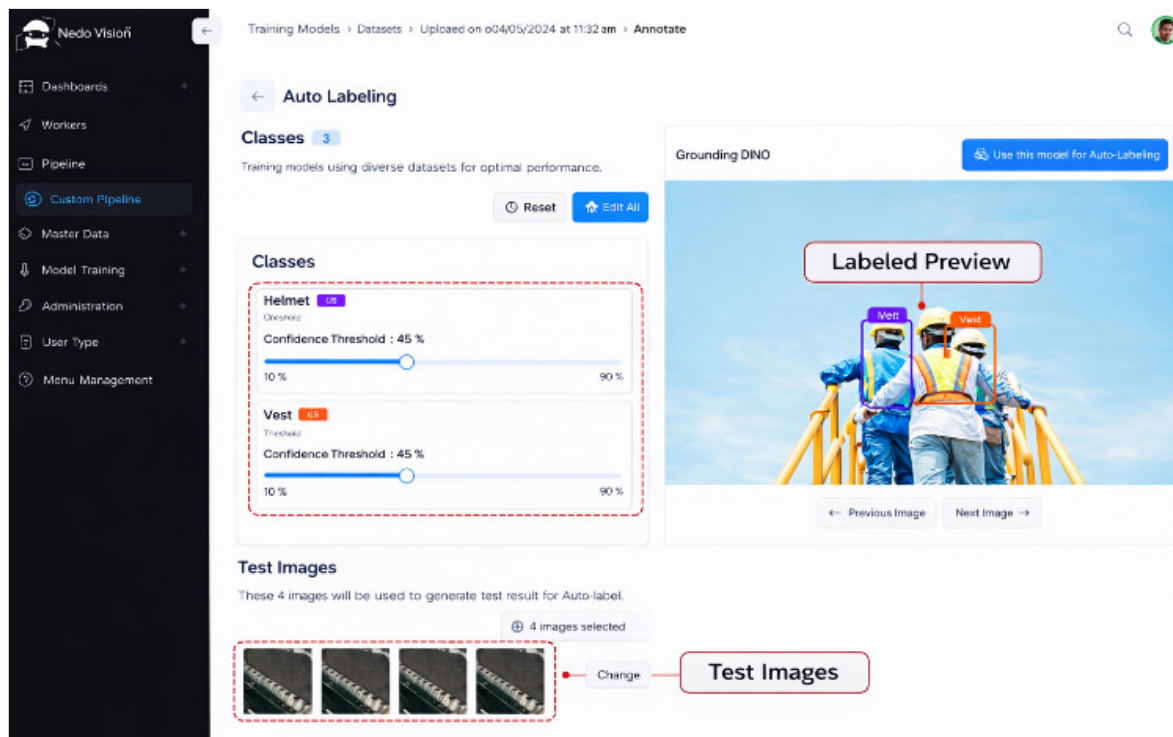 Nedo Vision
Training Models › Datasets › Uploaed on o04/05/2024 at 11:32 am › Annotate
Dashboards
Workers
Pipeline
Custom Pipeline
Master Data
Model Training
Administration
User Type
Menu Management
Auto Labeling
Classes 3
Training models using diverse datasets for optimal performance.
Reset
Edit All
Classes
Helmet
Confidence Threshold : 45 %
10 %
90 %
Vest
Confidence Threshold : 45 %
10 %
90 %
Grounding DINO
Use this model for Auto-Labeling
Labeled Preview
Vest
← Previous Image
Next Image →
Test Images
These 4 images will be used to generate test result for Auto-label.
4 images selected
Change
Test Images